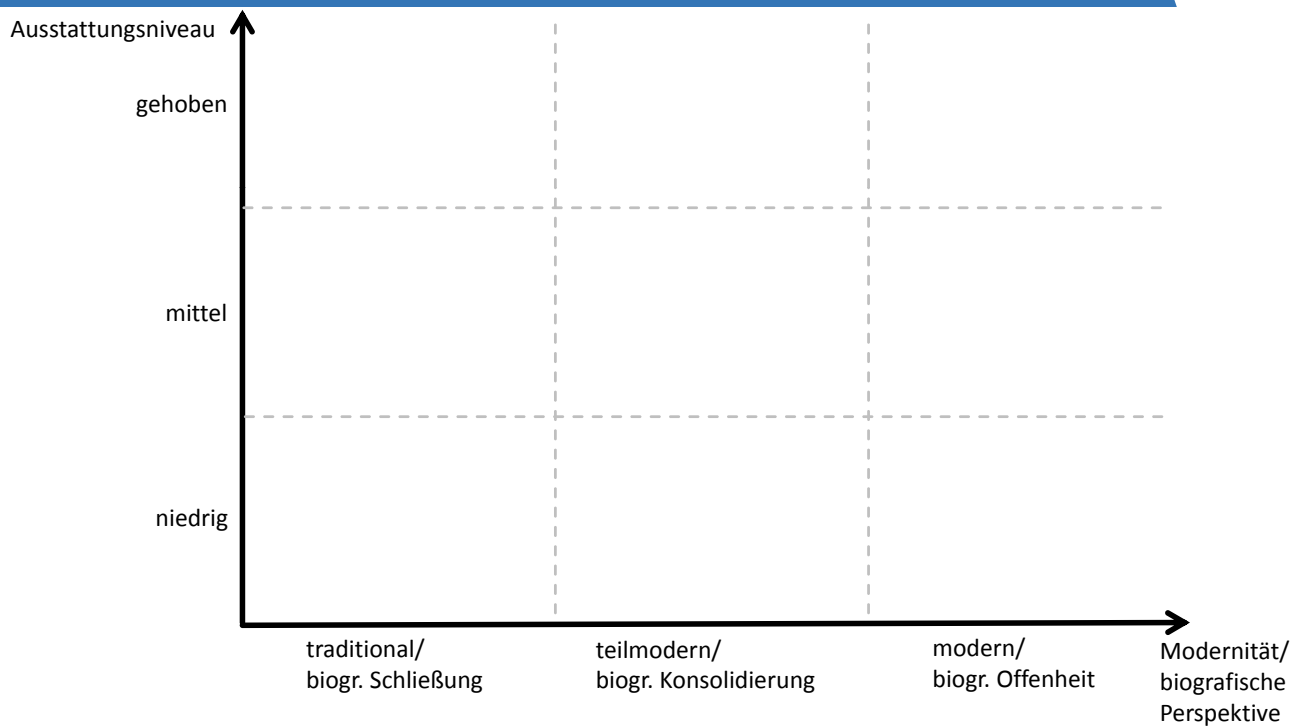 Ausstattungsniveau
gehoben
mittel
niedrig
traditional/
biogr. Schließung
teilmodern/
biogr. Konsolidierung
modern/
biogr. Offenheit
Modernität/
biografische
Perspektive